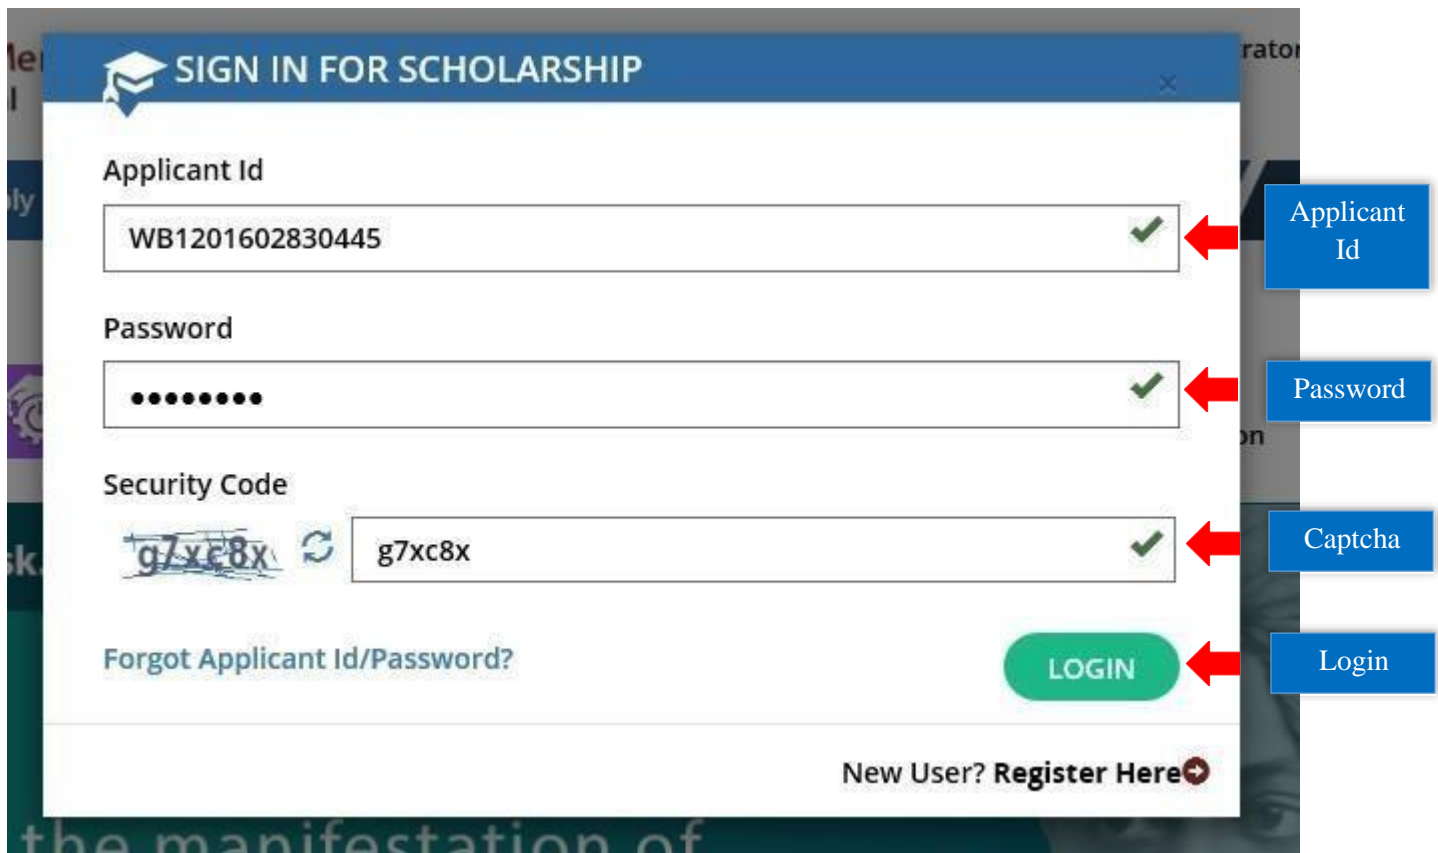 SIGN IN FOR SCHOLARSHIP
×
Applicant Id
WB1201602830445
Applicant
Id
Password
••••••••
Password
Security Code
g7xc8x
g7xc8x
Captcha
Forgot Applicant Id/Password?
LOGIN
Login
New User? Register Here
the manifestation of